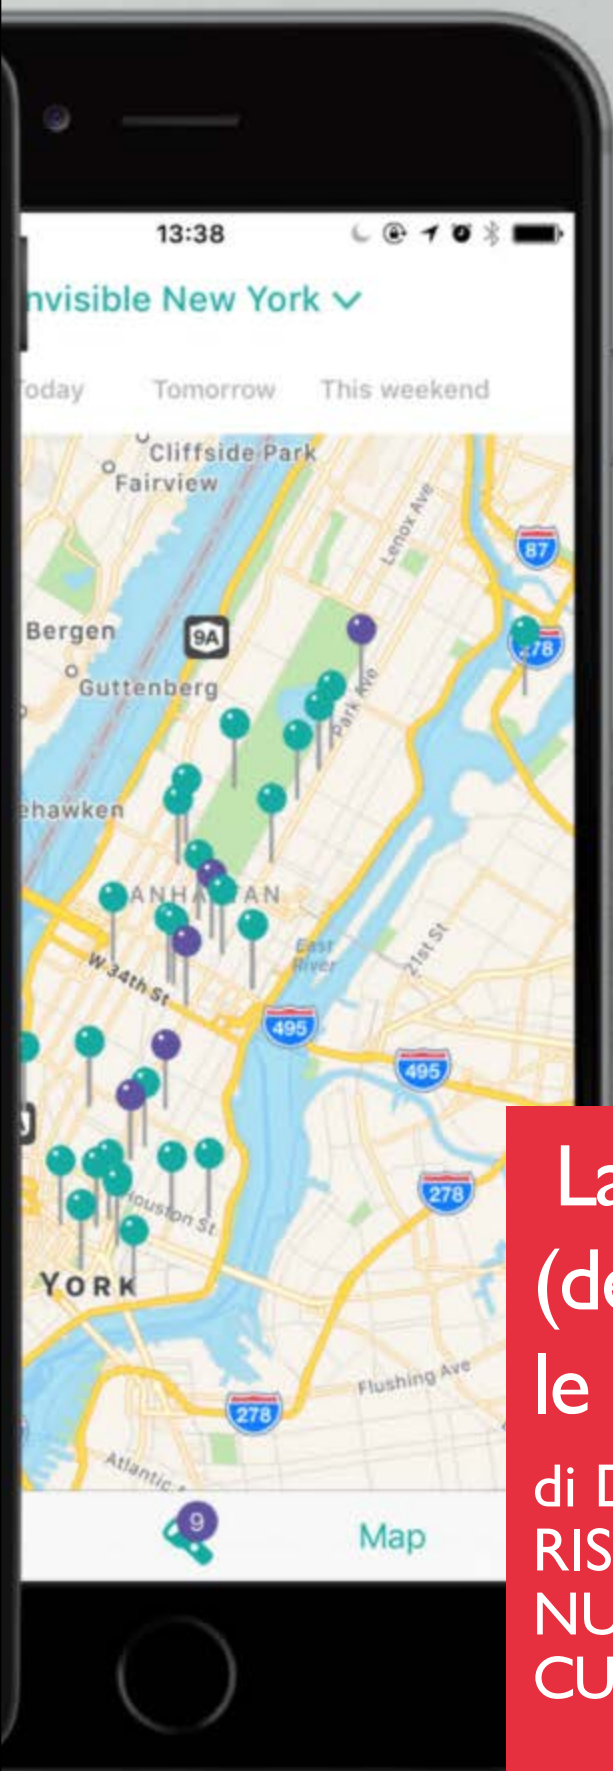 13:38
nvisible New York
oday
Tomorrow
This weekend
Cliffside Park
Fairview
Lenox Ave
87
Bergen
9A
278
Guttenberg
Park Ave
ehawken
ANHA TAN
21st St
East
River
W 34th St
495
495
278
Houston St
YORK
Flushing Ave
278
Atlantic
9
Map
La
(de
le
di D
RIS
NU
CU